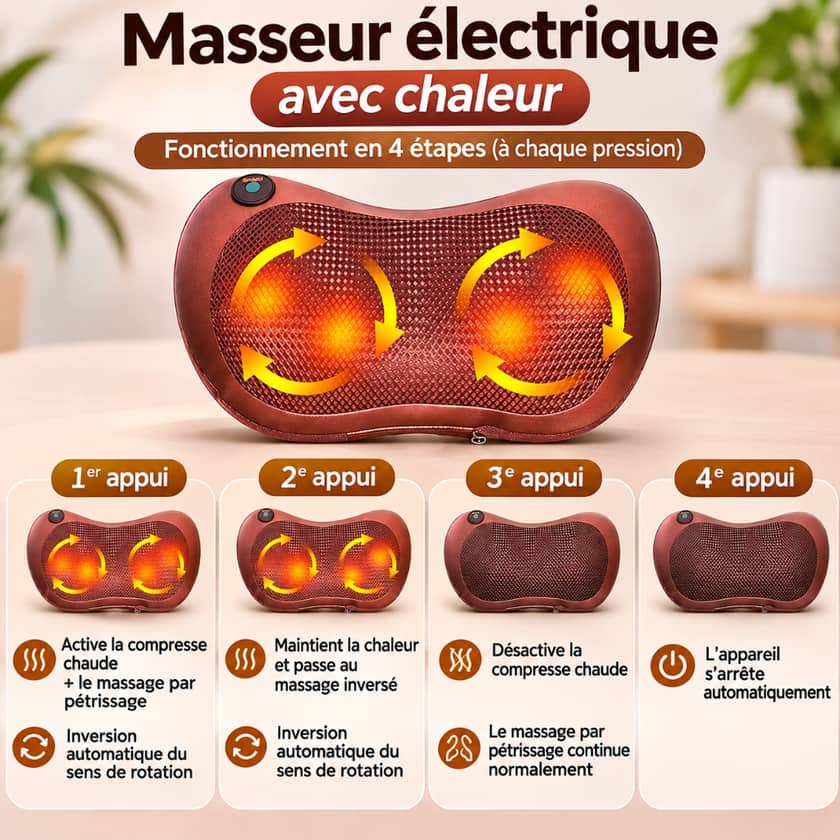 Masseur électrique
avec chaleur
Fonctionnement en 4 étapes (à chaque pression)
1er appui
Active la compresse
chaude
+ le massage par
pétrissage
Inversion
automatique du
sens de rotation
2e appui
Maintient la chaleur
et passe au
massage inversé
Inversion
automatique du
sens de rotation
3e appui
Désactive la
compresse chaude
Le massage par
pétrissage continue
normalement
4e appui
L'appareil
s'arrête
automatiquement